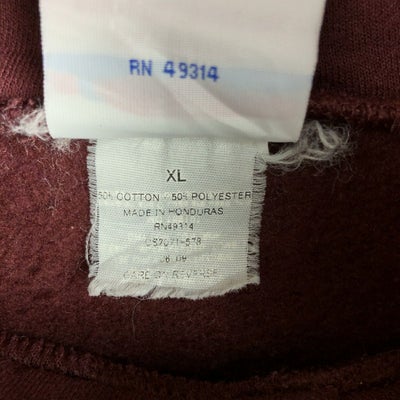 RN 49314
XL
50% COTTON / 50% POLYESTER
MADE IN HONDURAS
RN49314
CARE ON REVERSE